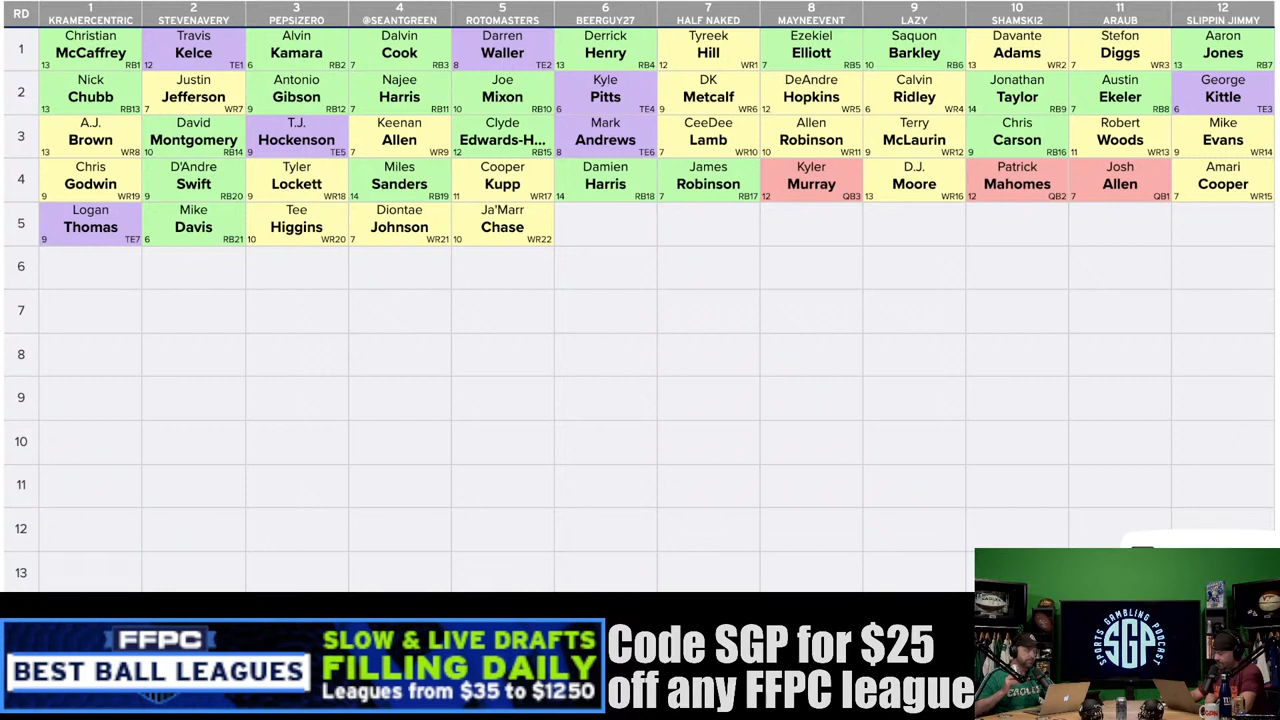 RD 1 2 3 4 5 6 7 8 9 10 11 12
KRAMERCENTRIC STEVENAVERY PEPSIZERO @SEANTGREEN ROTOMASTERS BEERGUY27 HALF NAKED MAYNEEVENT LAZY SHAMSKI2 ARAUB SLIPPIN JIMMY
Christian Travis Alvin Dalvin Darren Derrick Tyreek Ezekiel Saquon Davante Stefon Aaron
1 McCaffrey Kelce Kamara Cook Waller Henry Hill Elliott Barkley Adams Diggs Jones
13 RB1 12 TE1 6 RB2 7 RB3 8 TE2 13 RB4 12 WR1 7 RB5 10 RB6 13 WR2 7 WR3 13 RB7
Nick Justin Antonio Najee Joe Kyle DK DeAndre Calvin Jonathan Austin George
2 Chubb Jefferson Gibson Harris Mixon Pitts Metcalf Hopkins Ridley Taylor Ekeler Kittle
13 RB13 7 WR7 9 RB12 7 RB11 10 RB10 6 TE4 9 WR6 12 WR5 6 WR4 14 RB9 7 RB8 6 TE3
A.J. David T.J. Keenan Clyde Mark CeeDee Allen Terry Chris Robert Mike
3 Brown Montgomery Hockenson Allen Edwards-H... Andrews Lamb Robinson McLaurin Carson Woods Evans
13 WR8 10 RB14 9 TE5 7 WR9 12 RB15 8 TE6 7 WR10 10 WR11 9 WR12 9 RB16 11 WR13 9 WR14
Chris D'Andre Tyler Miles Cooper Damien James Kyler D.J. Patrick Josh Amari
4 Godwin Swift Lockett Sanders Kupp Harris Robinson Murray Moore Mahomes Allen Cooper
9 WR19 9 RB20 9 WR18 14 RB19 11 WR17 14 RB18 7 RB17 12 QB3 13 WR16 12 QB2 7 QB1 7 WR15
Logan Mike Tee Diontae Ja'Marr
5 Thomas Davis Higgins Johnson Chase
9 TE7 6 RB21 10 WR20 7 WR21 10 WR22
6
7
8
9
10
11
12
13
FFPC
BEST BALL LEAGUES
SLOW & LIVE DRAFTS
FILLING DAILY
Leagues from $35 to $1250
Code SGP for $25
off any FFPC league
SPORTS GAMBLING PODCAST
SGP
EAGLES